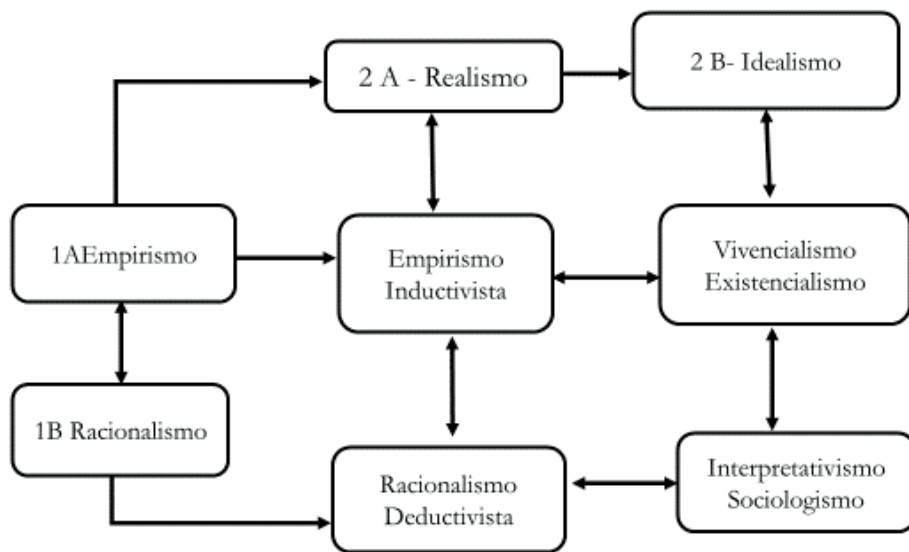 2 A - Realismo
2 B- Idealismo
1AEmpirismo
Empirismo
Inductivista
Vivencialismo
Existencialismo
1B Racionalismo
Racionalismo
Deductivista
Interpretativismo
Sociologismo